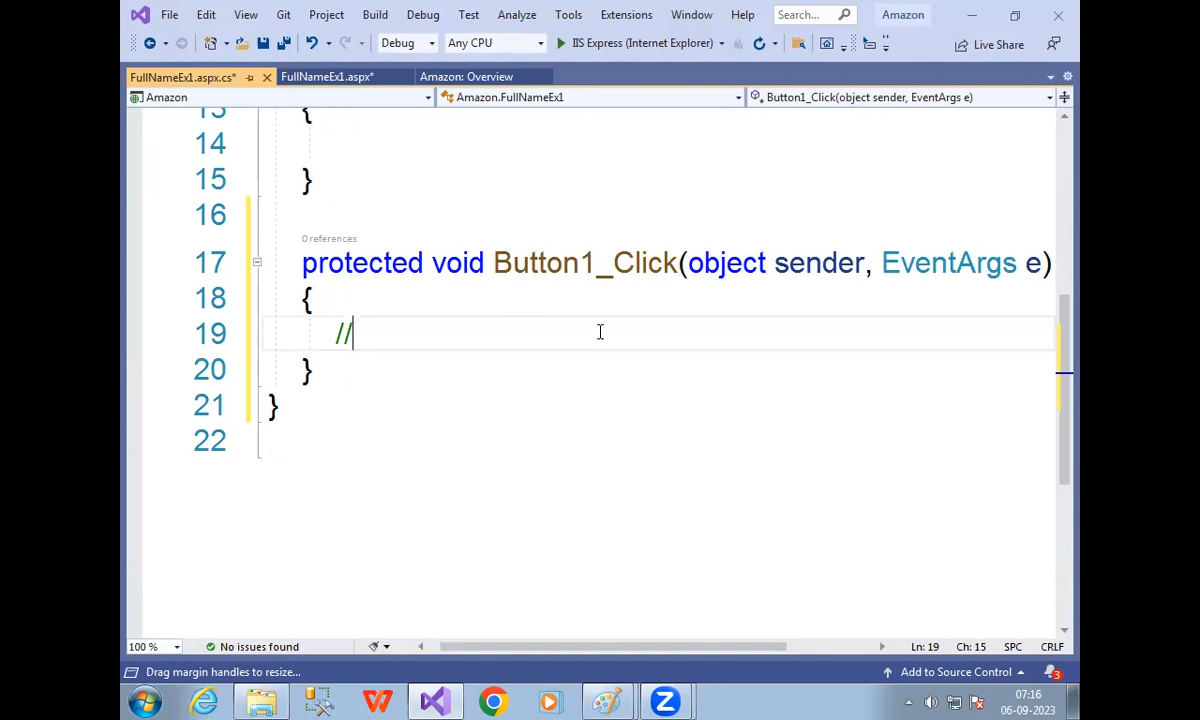 File Edit View Git Project Build Debug Test Analyze Tools Extensions Window Help Search... Amazon
Debug Any CPU IIS Express (Internet Explorer) Live Share
FullNameEx1.aspx.cs* FullNameEx1.aspx* Amazon: Overview
Amazon Amazon.FullNameEx1 Button1_Click(object sender, EventArgs e)
13 {
14
15 }
16
0 references
17 protected void Button1_Click(object sender, EventArgs e)
18 {
19 //
20 }
21 }
22
100 % No issues found Ln: 19 Ch: 15 SPC CRLF
Drag margin handles to resize... Add to Source Control 3
07:16
06-09-2023